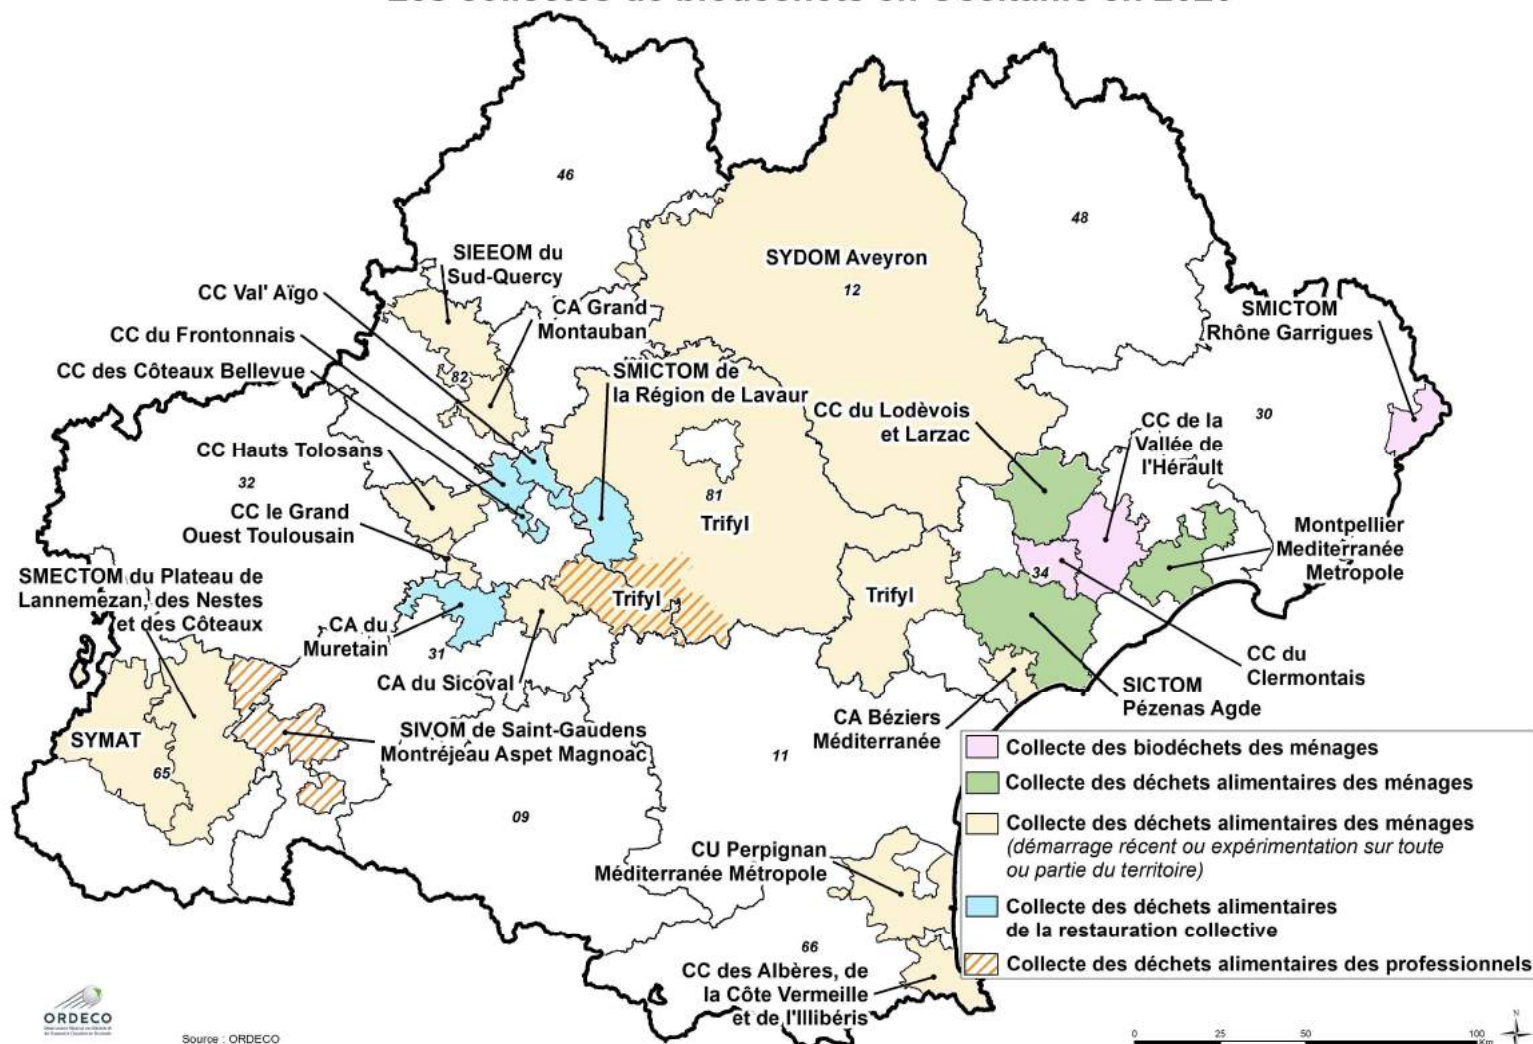 46
48
SIEEOM du
Sud-Quercy
SYDOM Aveyron
12
CC Val' Aïgo
CA Grand
Montauban
SMICTOM
Rhône Garrigues
CC du Frontonnais
CC des Côteaux Bellevue
82
SMICTOM de
la Région de Lavaur
CC du Lodèvois
et Larzac
CC de la
Vallée de
l'Hérault
30
CC Hauts Tolosans
32
81
Trifyl
CC le Grand
Ouest Toulousain
Montpellier
Mediterranée
Metropole
SMECTOM du Plateau de
Lannemezan, des Nestes
et des Côteaux
34
Trifyl
Trifyl
CA du
Muretain
31
CC du
Clermontais
CA du Sicoval
SICTOM
Pézenas Agde
SIVOM de Saint-Gaudens
Montréjeau Aspet Magnoac
CA Béziers
Méditerranée
SYMAT
65
11
09
Collecte des biodéchets des ménages
Collecte des déchets alimentaires des ménages
Collecte des déchets alimentaires des ménages
(démarrage récent ou expérimentation sur toute
ou partie du territoire)
Collecte des déchets alimentaires
de la restauration collective
Collecte des déchets alimentaires des professionnels
CU Perpignan
Méditerranée Métropole
66
CC des Albères, de
la Côte Vermeille
et de l'Illibéris
ORDECO
Source : ORDECO
0 25 50 100
Km
N